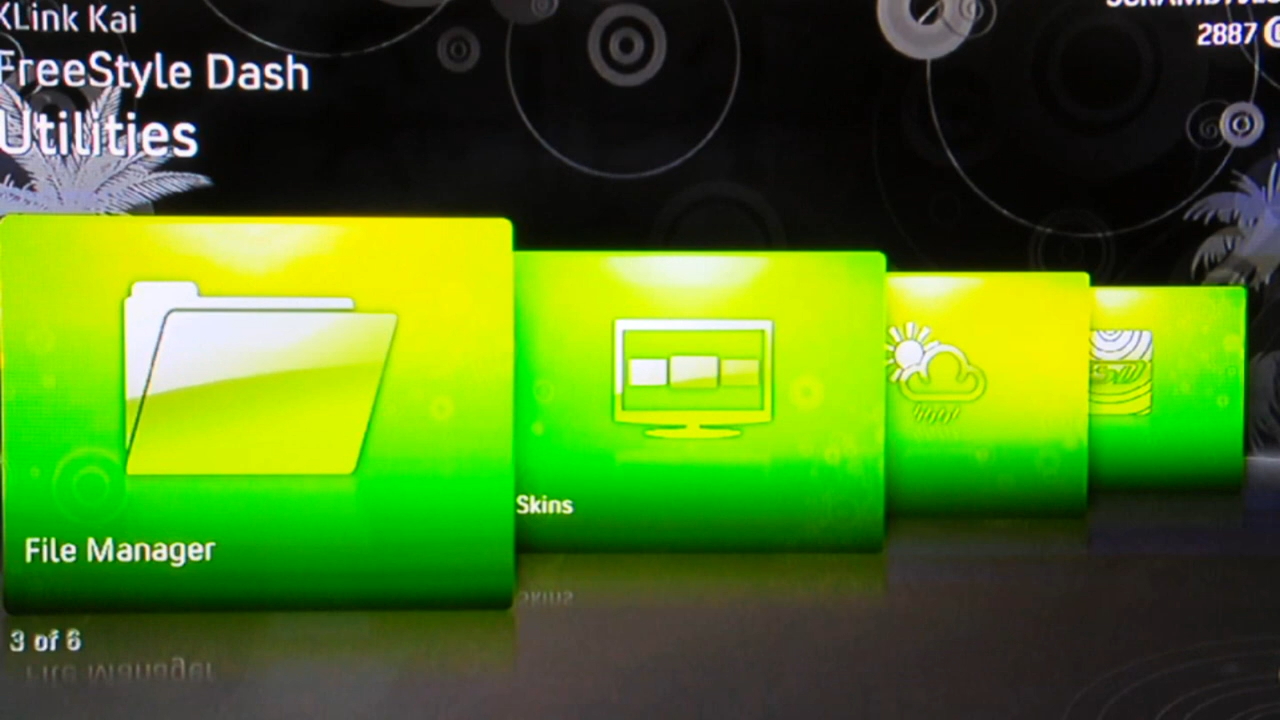 XLink Kai
2887
FreeStyle Dash
Utilities
Skins
File Manager
3 of 6